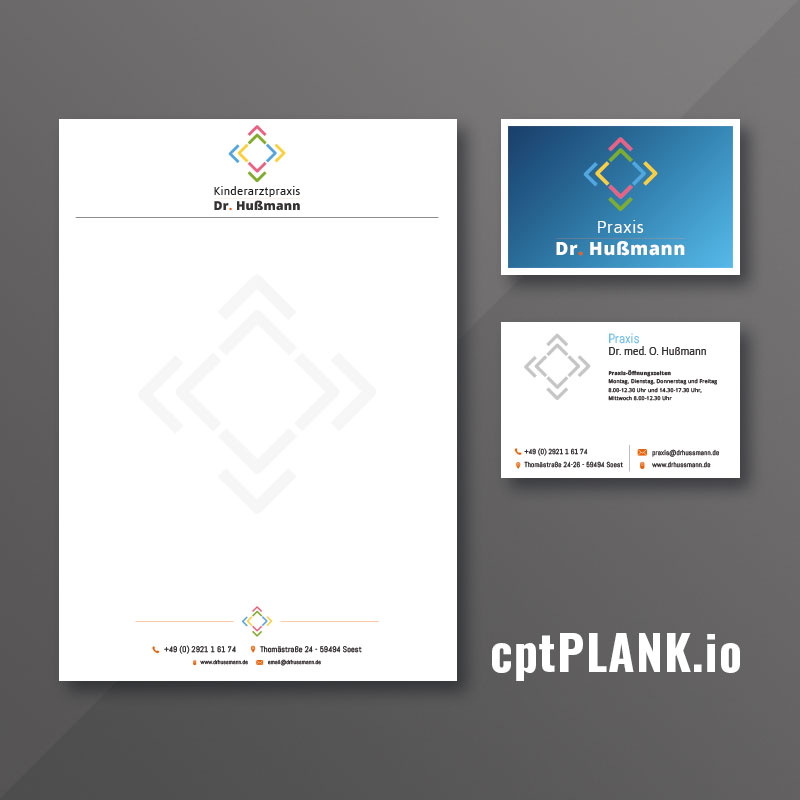 Kinderarztpraxis
Dr. Hußmann
+49 (0) 2921 1 61 74
Thomästraße 24 - 59494 Soest
www.drhussmann.de
email@drhussmann.de
Praxis
Dr. Hußmann
Praxis
Dr. med. O. Hußmann
Praxis-Öffnungszeiten
Montag, Dienstag, Donnerstag und Freitag
8.00-12.30 Uhr und 14.30-17.30 Uhr,
Mittwoch 8.00-12.30 Uhr
+49 (0) 2921 1 61 74
Thomästraße 24-26 - 59494 Soest
praxis@drhussmann.de
www.drhussmann.de
cptPLANK.io